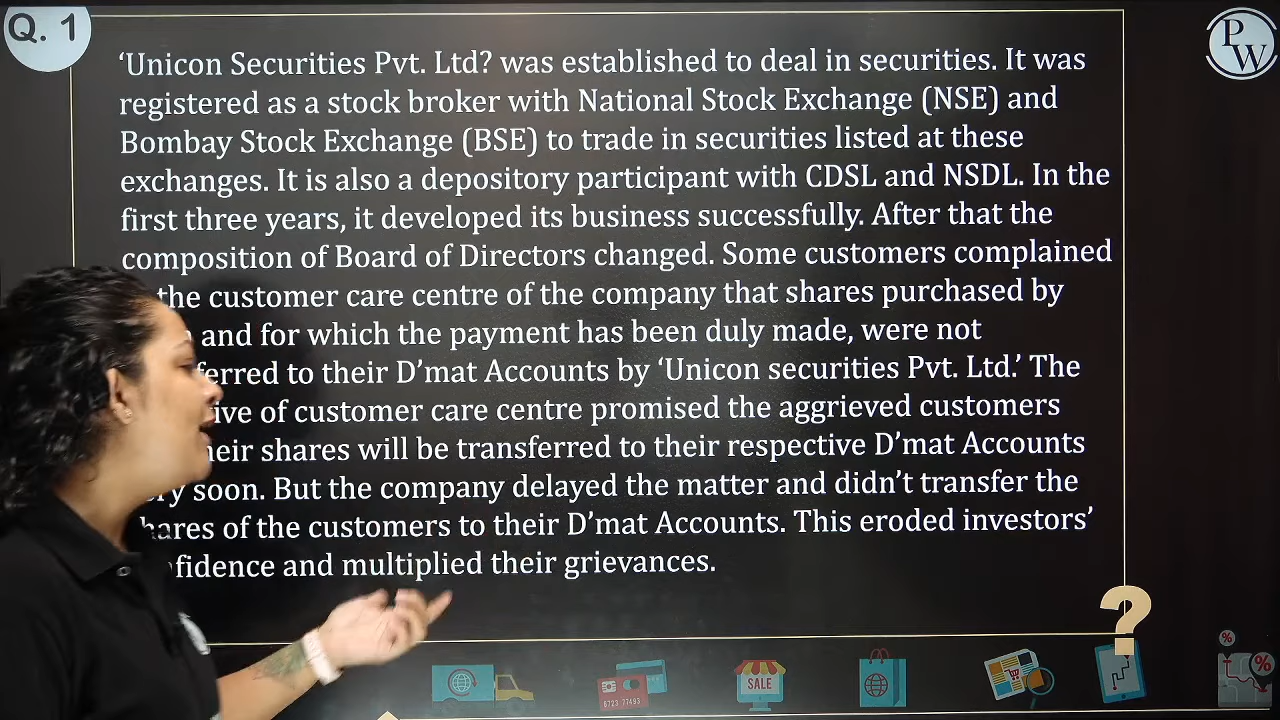 Q. 1
PW
‘Unicon Securities Pvt. Ltd? was established to deal in securities. It was
registered as a stock broker with National Stock Exchange (NSE) and
Bombay Stock Exchange (BSE) to trade in securities listed at these
exchanges. It is also a depository participant with CDSL and NSDL. In the
first three years, it developed its business successfully. After that the
composition of Board of Directors changed. Some customers complained
the customer care centre of the company that shares purchased by
and for which the payment has been duly made, were not
ferred to their D’mat Accounts by ‘Unicon securities Pvt. Ltd.’ The
ive of customer care centre promised the aggrieved customers
heir shares will be transferred to their respective D’mat Accounts
ry soon. But the company delayed the matter and didn’t transfer the
hares of the customers to their D’mat Accounts. This eroded investors’
fidence and multiplied their grievances.
?
SALE
6723 77493
%
%